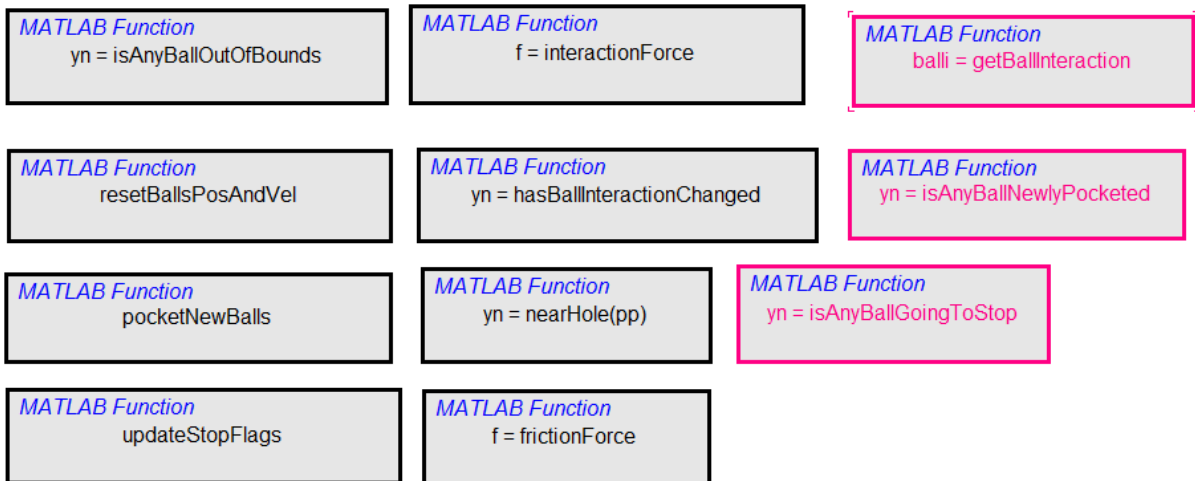 MATLAB Function
yn = isAnyBallOutOfBounds
MATLAB Function
f = interactionForce
MATLAB Function
balli = getBallInteraction
MATLAB Function
resetBallsPosAndVel
MATLAB Function
yn = hasBallInteractionChanged
MATLAB Function
yn = isAnyBallNewlyPocketed
MATLAB Function
pocketNewBalls
MATLAB Function
yn = nearHole(pp)
MATLAB Function
yn = isAnyBallGoingToStop
MATLAB Function
updateStopFlags
MATLAB Function
f = frictionForce